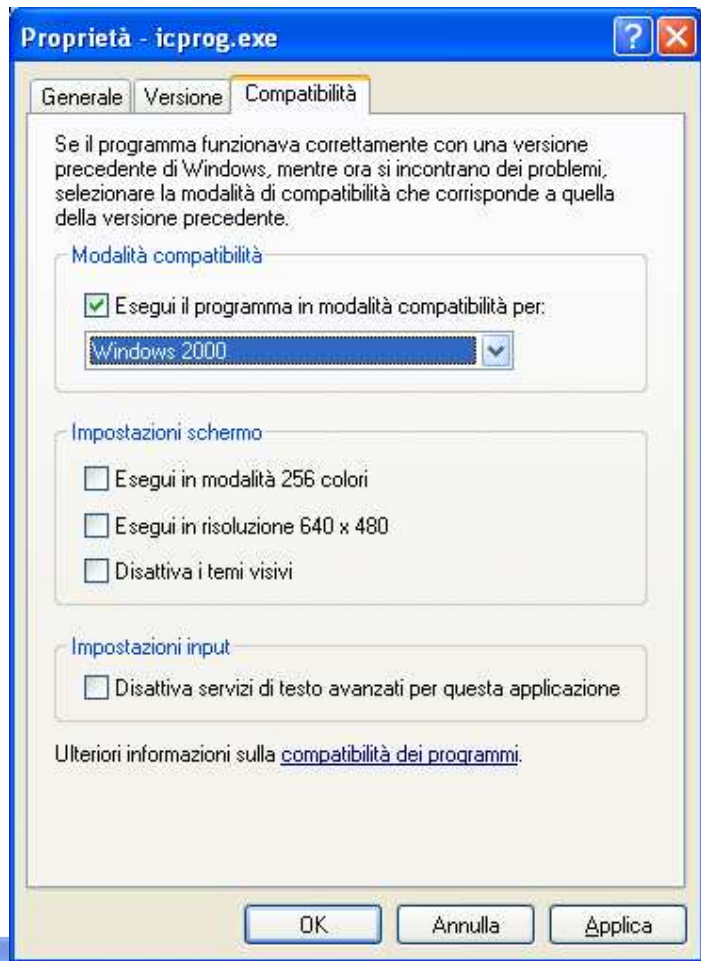 Proprietà - icprog.exe
Generale Versione Compatibilità
Se il programma funzionava correttamente con una versione
precedente di Windows, mentre ora si incontrano dei problemi,
selezionare la modalità di compatibilità che corrisponde a quella
della versione precedente.
Modalità compatibilità
Esegui il programma in modalità compatibilità per:
Windows 2000
Impostazioni schermo
Esegui in modalità 256 colori
Esegui in risoluzione 640 x 480
Disattiva i temi visivi
Impostazioni input
Disattiva servizi di testo avanzati per questa applicazione
Ulteriori informazioni sulla compatibilità dei programmi.
OK Annulla Applica